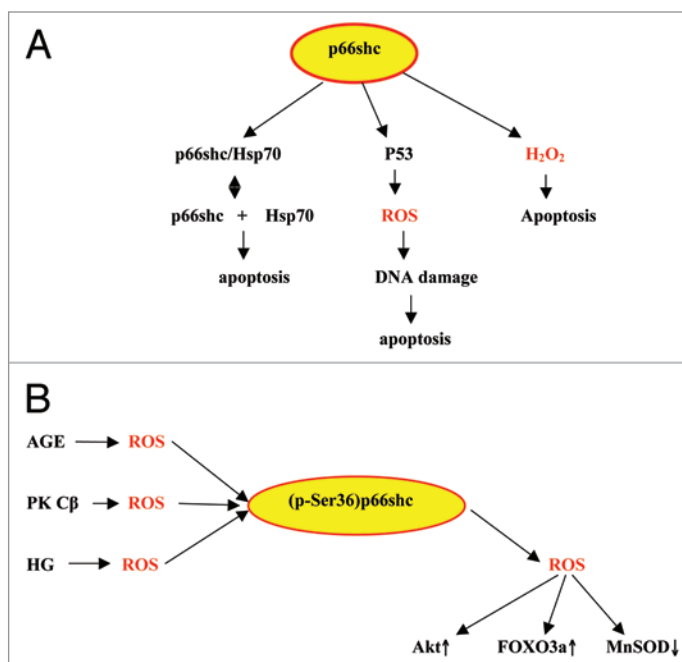 A
p66shc
p66shc/Hsp70 P53 H₂O₂
p66shc + Hsp70 ROS Apoptosis
apoptosis DNA damage
apoptosis
B
AGE ROS
PK Cβ ROS (p-Ser36)p66shc
HG ROS ROS
Akt↑ FOXO3a↑ MnSOD↓